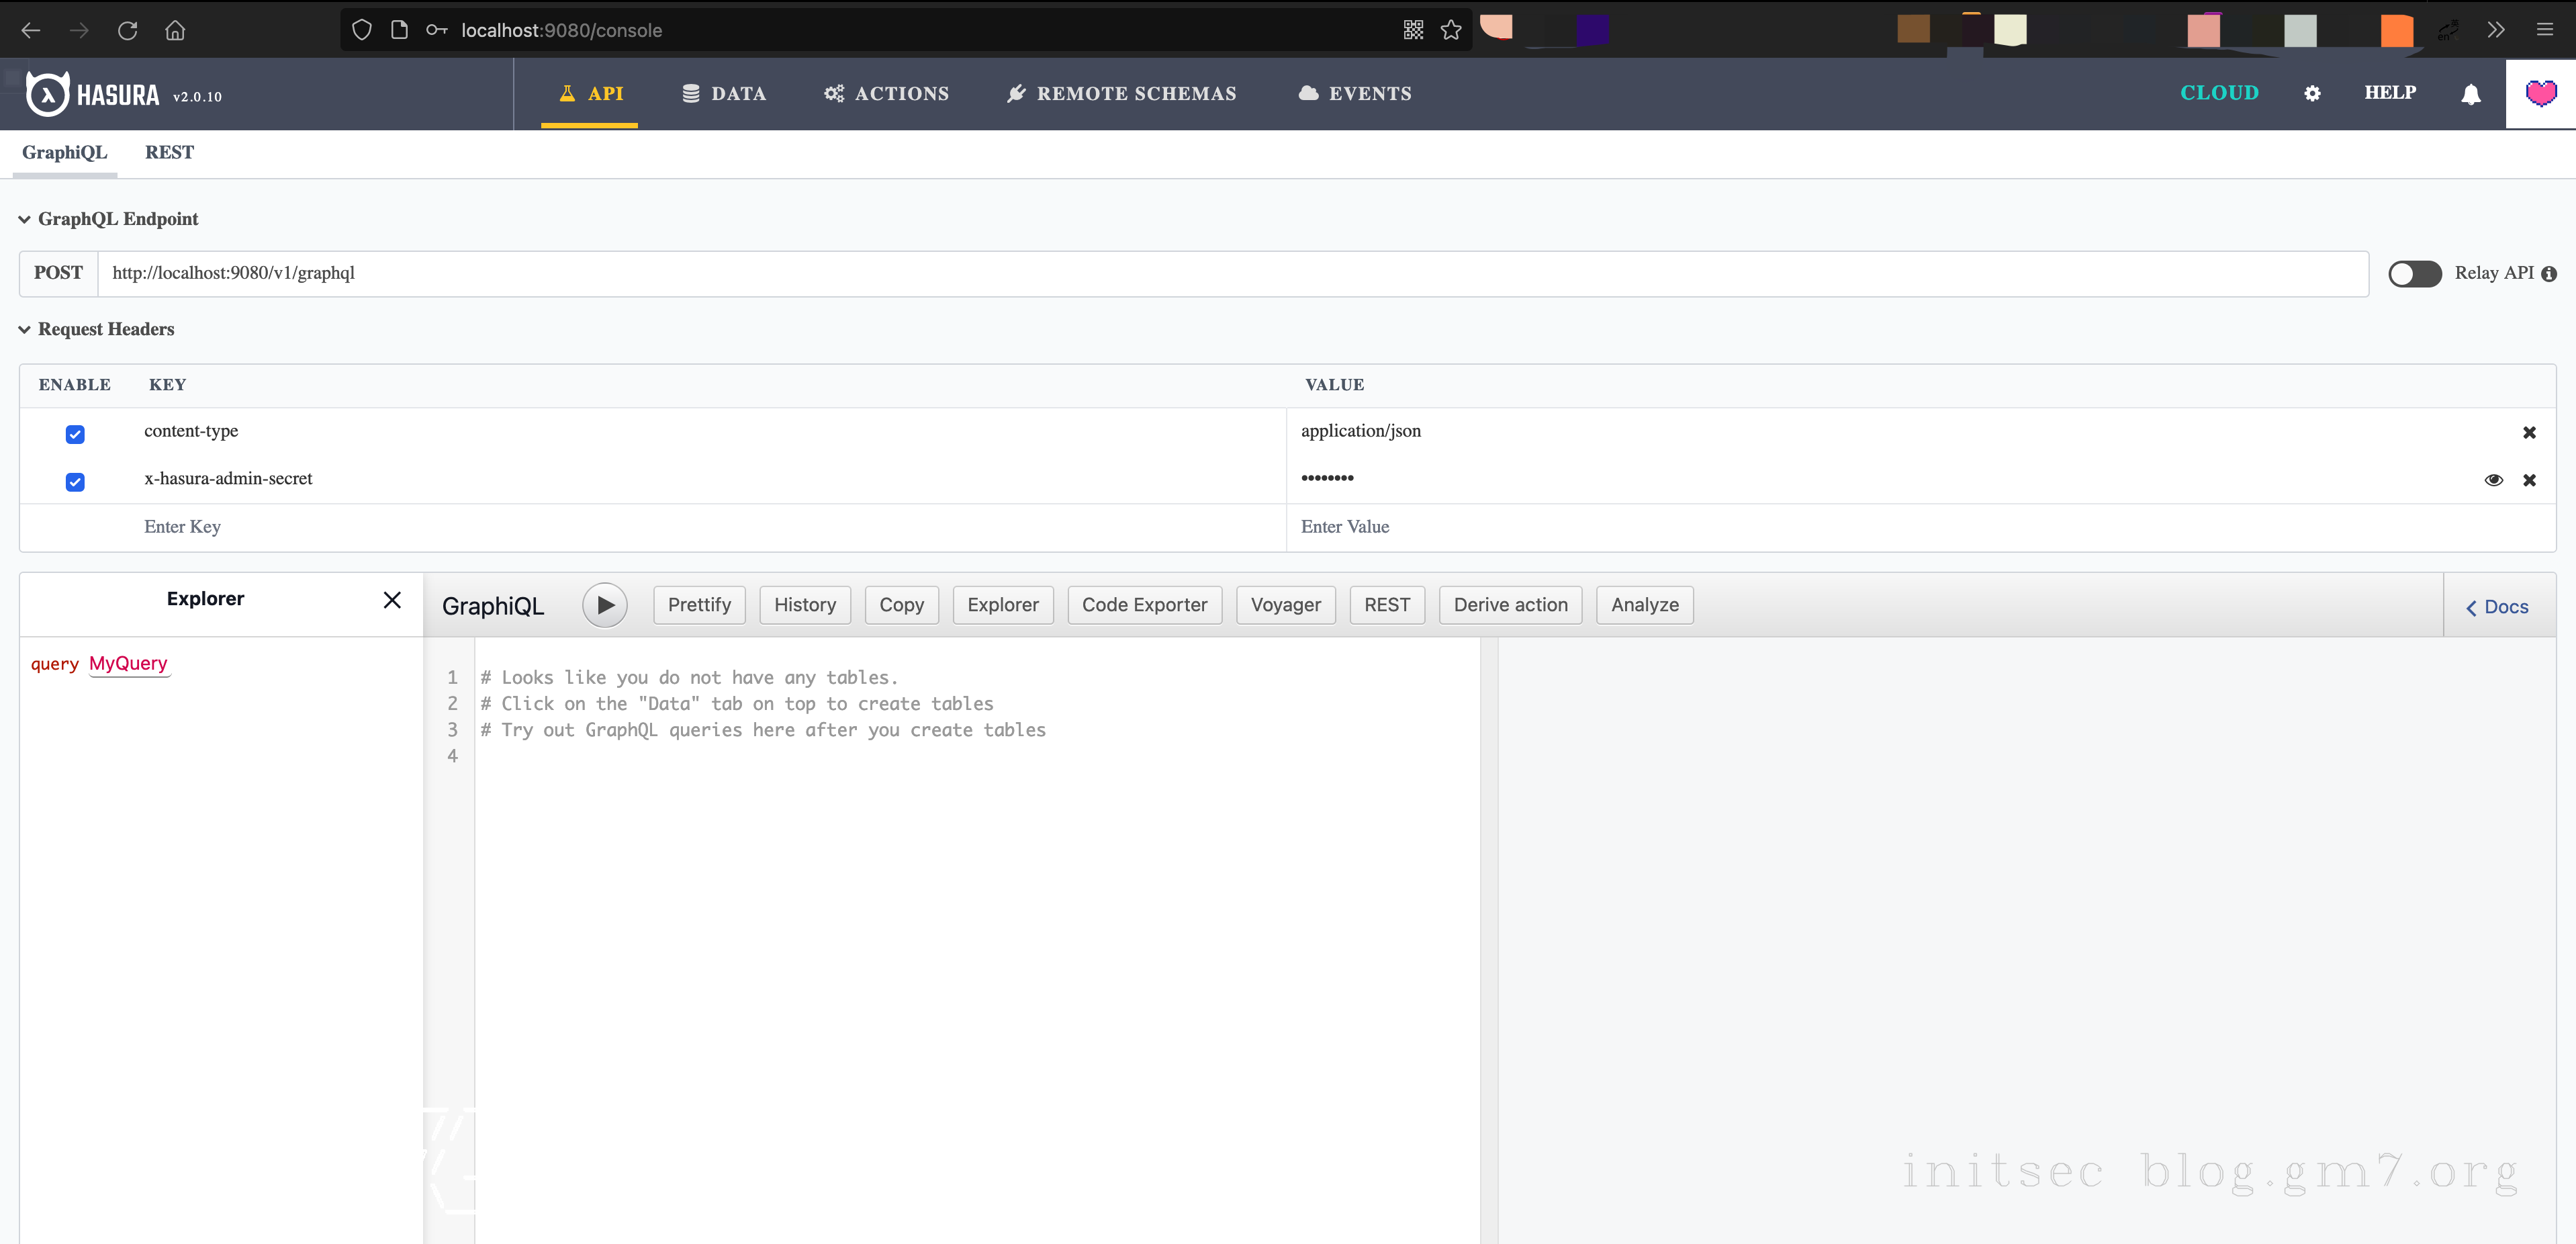 localhost:9080/console
HASURA v2.0.10
API
DATA
ACTIONS
REMOTE SCHEMAS
EVENTS
CLOUD
HELP
GraphiQL
REST
GraphQL Endpoint
POST
http://localhost:9080/v1/graphql
Relay API
Request Headers
ENABLE KEY VALUE
content-type application/json
x-hasura-admin-secret ••••••••
Enter Key Enter Value
Explorer
GraphiQL
Prettify
History
Copy
Explorer
Code Exporter
Voyager
REST
Derive action
Analyze
Docs
query MyQuery
1 # Looks like you do not have any tables.
2 # Click on the "Data" tab on top to create tables
3 # Try out GraphQL queries here after you create tables
4
initsec blog.gm7.org